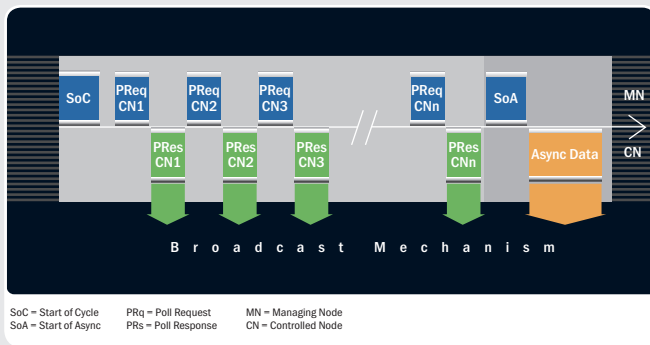 SoC
PReq
CN1
PReq
CN2
PReq
CN3
PReq
CNn
SoA
MN
PRes
CN1
PRes
CN2
PRes
CN3
PRes
CNn
Async Data
CN
Broadcast Mechanism
SoC = Start of Cycle PRq = Poll Request MN = Managing Node
SoA = Start of Async PRs = Poll Response CN = Controlled Node